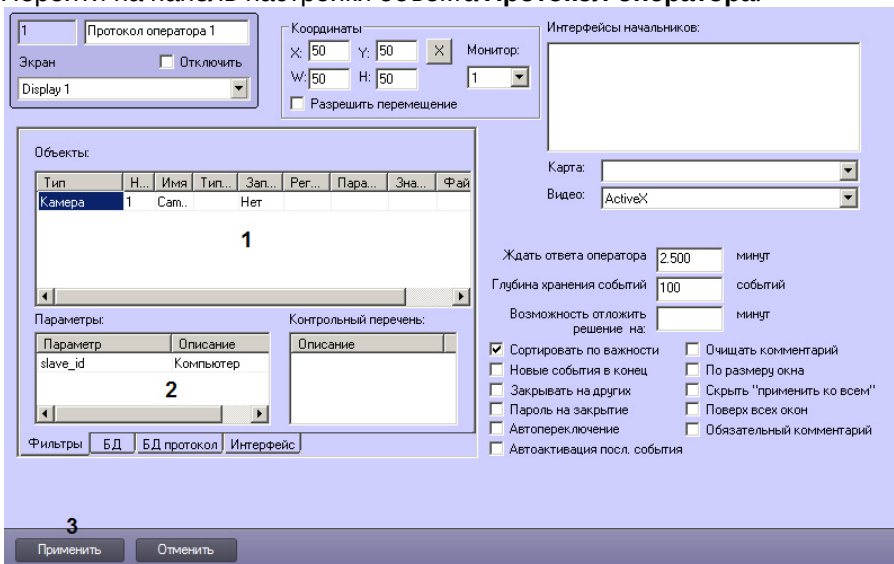 Перейти на панель настройки объекта Протокол оператора.
1 Протокол оператора 1
Экран Отключить
Display 1
Координаты
X: 50 Y: 50 X
W: 50 H: 50
Разрешить перемещение
Монитор:
1
Интерфейсы начальников:
Карта:
Видео: ActiveX
Объекты:
Тип Н... Имя Тип... Зап... Рег... Пара... Зна... Фай
Камера 1 Cam.. Нет
1
Параметры:
Параметр Описание
slave_id Компьютер
2
Контрольный перечень:
Описание
Фильтры БД БД протокол Интерфейс
Ждать ответа оператора 2.500 минут
Глубина хранения событий 100 событий
Возможность отложить
решение на: минут
Сортировать по важности
Новые события в конец
Закрывать на других
Пароль на закрытие
Автопереключение
Автоактивация посл. события
Очищать комментарий
По размеру окна
Скрыть "применить ко всем"
Поверх всех окон
Обязательный комментарий
3
Применить Отменить